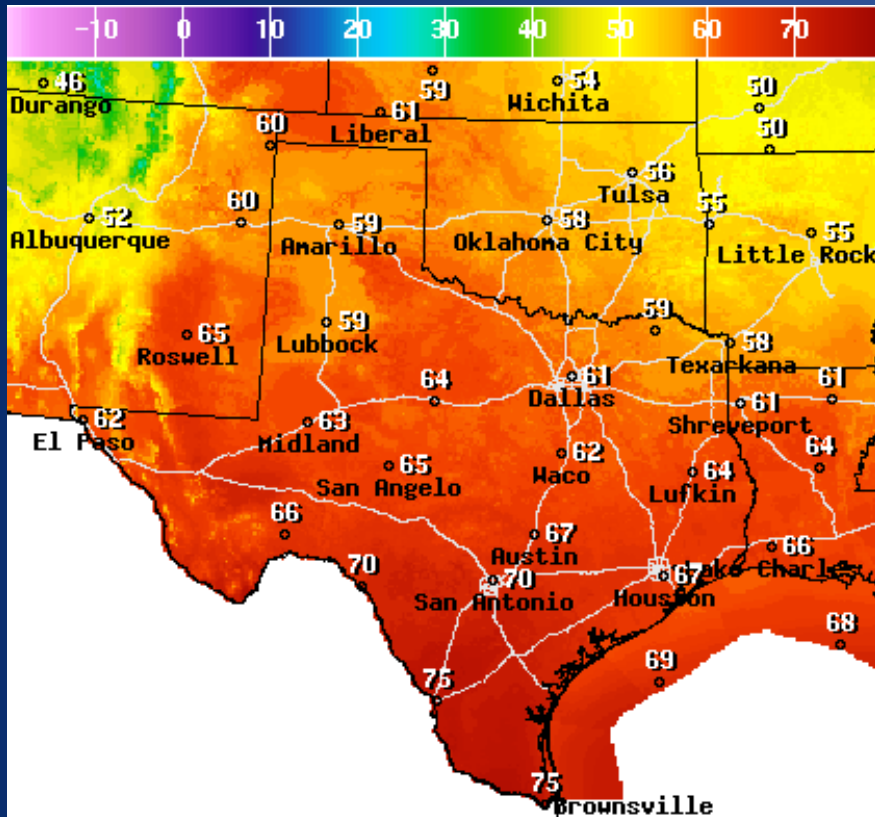 -10 0 10 20 30 40 50 60 70
46 59 54 50
Durango Wichita
61
Liberal
60 50
56
Tulsa
52 60 59 58 55 55
Albuquerque Amarillo Oklahoma City Little Rock
65 59 59 58
Roswell Lubbock Texarkana
64 61 61 61
Dallas Shreveport
62 63
El Paso Midland
65 62 64 64
San Angelo Waco Lufkin
66 67 66
Austin Lake Charles
70 70 67
San Antonio Houston
68
75 69
75
Brownsville